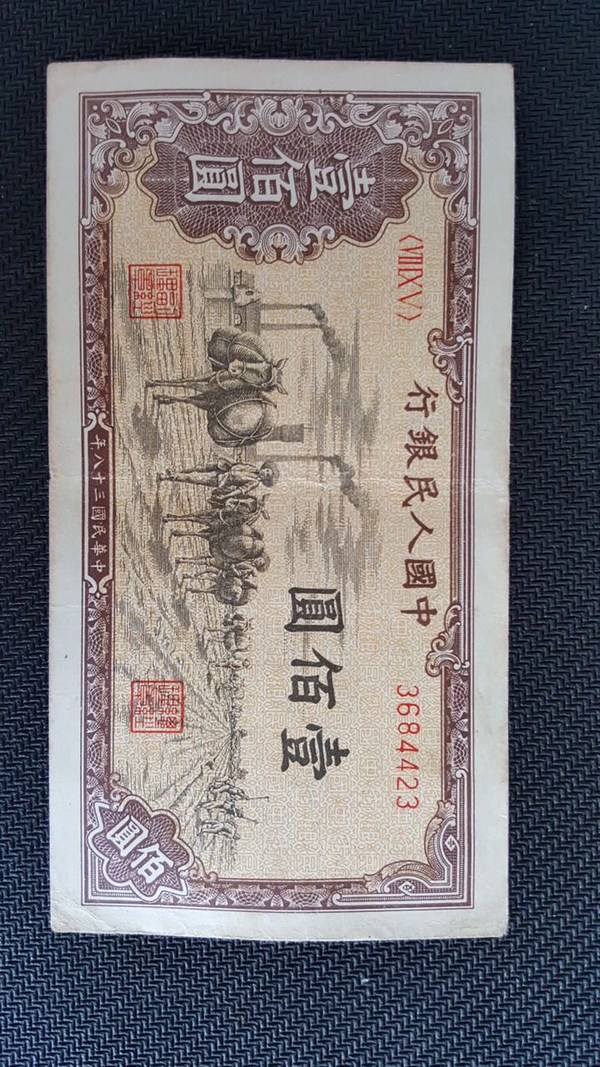 中國人民銀行
〈VIIIXV〉
3684423
壹佰圓
壹佰圓
佰圓
中華民國三十八年